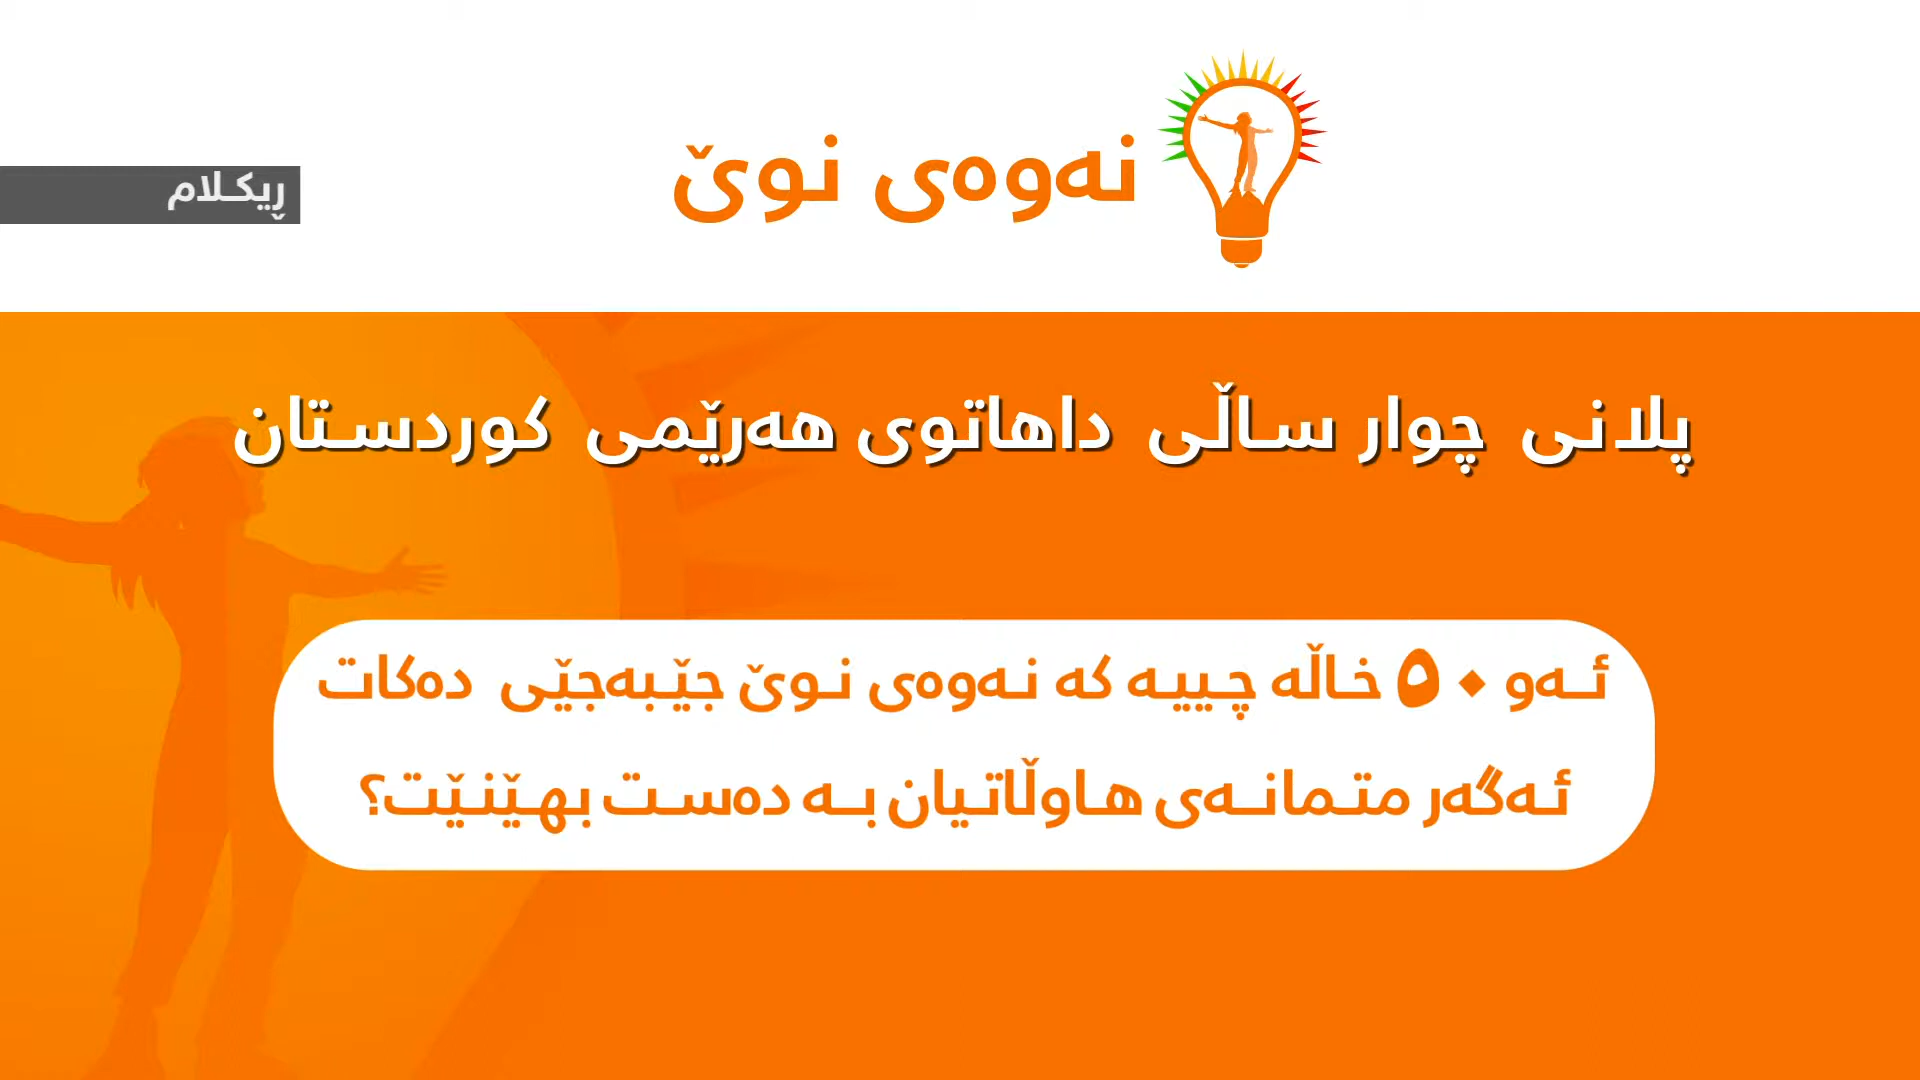 نەوەی نوێ
ڕیکلام
پلانی چوار ساڵی داهاتوی هەرێمی کوردستان
ئەو ٥٠ خاڵە چییە کە نەوەی نوێ جێبەجێی دەکات
ئەگەر متمانەی هاوڵاتیان بە دەست بهێنێت؟